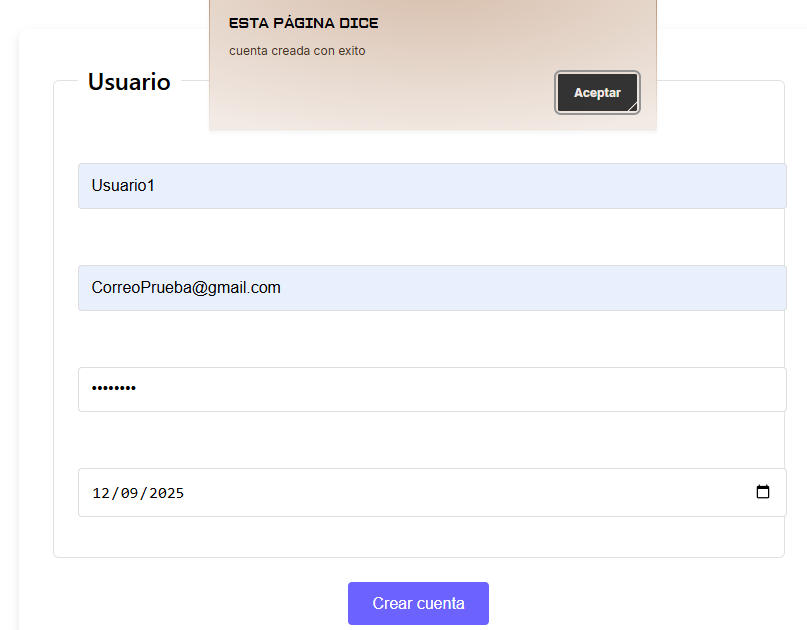 ESTA PÁGINA DICE
cuenta creada con exito
Aceptar
Usuario
Usuario1
CorreoPrueba@gmail.com
••••••••
12/09/2025
Crear cuenta